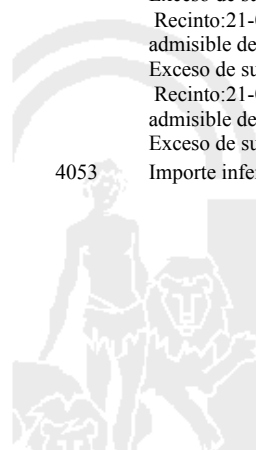 Recinto:21-
admisible de
Exceso de su
Recinto:21-
admisible de
Exceso de su
4053 Importe infe